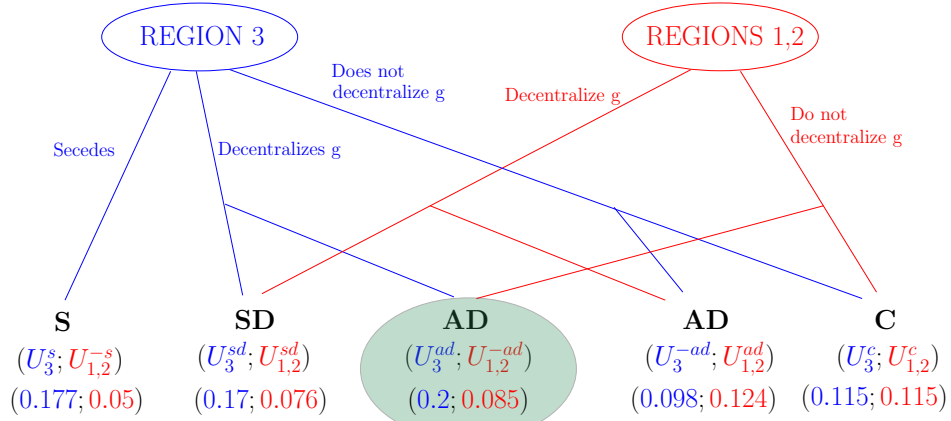 REGION 3
REGIONS 1,2
Does not
decentralize g
Decentralize g
Do not
decentralize g
Secedes
Decentralizes g
S
SD
AD
AD
C
(U_3^s; U_{1,2}^{-s})
(U_3^{sd}; U_{1,2}^{sd})
(U_3^{ad}; U_{1,2}^{-ad})
(U_3^{-ad}; U_{1,2}^{ad})
(U_3^c; U_{1,2}^c)
(0.177; 0.05)
(0.17; 0.076)
(0.2; 0.085)
(0.098; 0.124)
(0.115; 0.115)